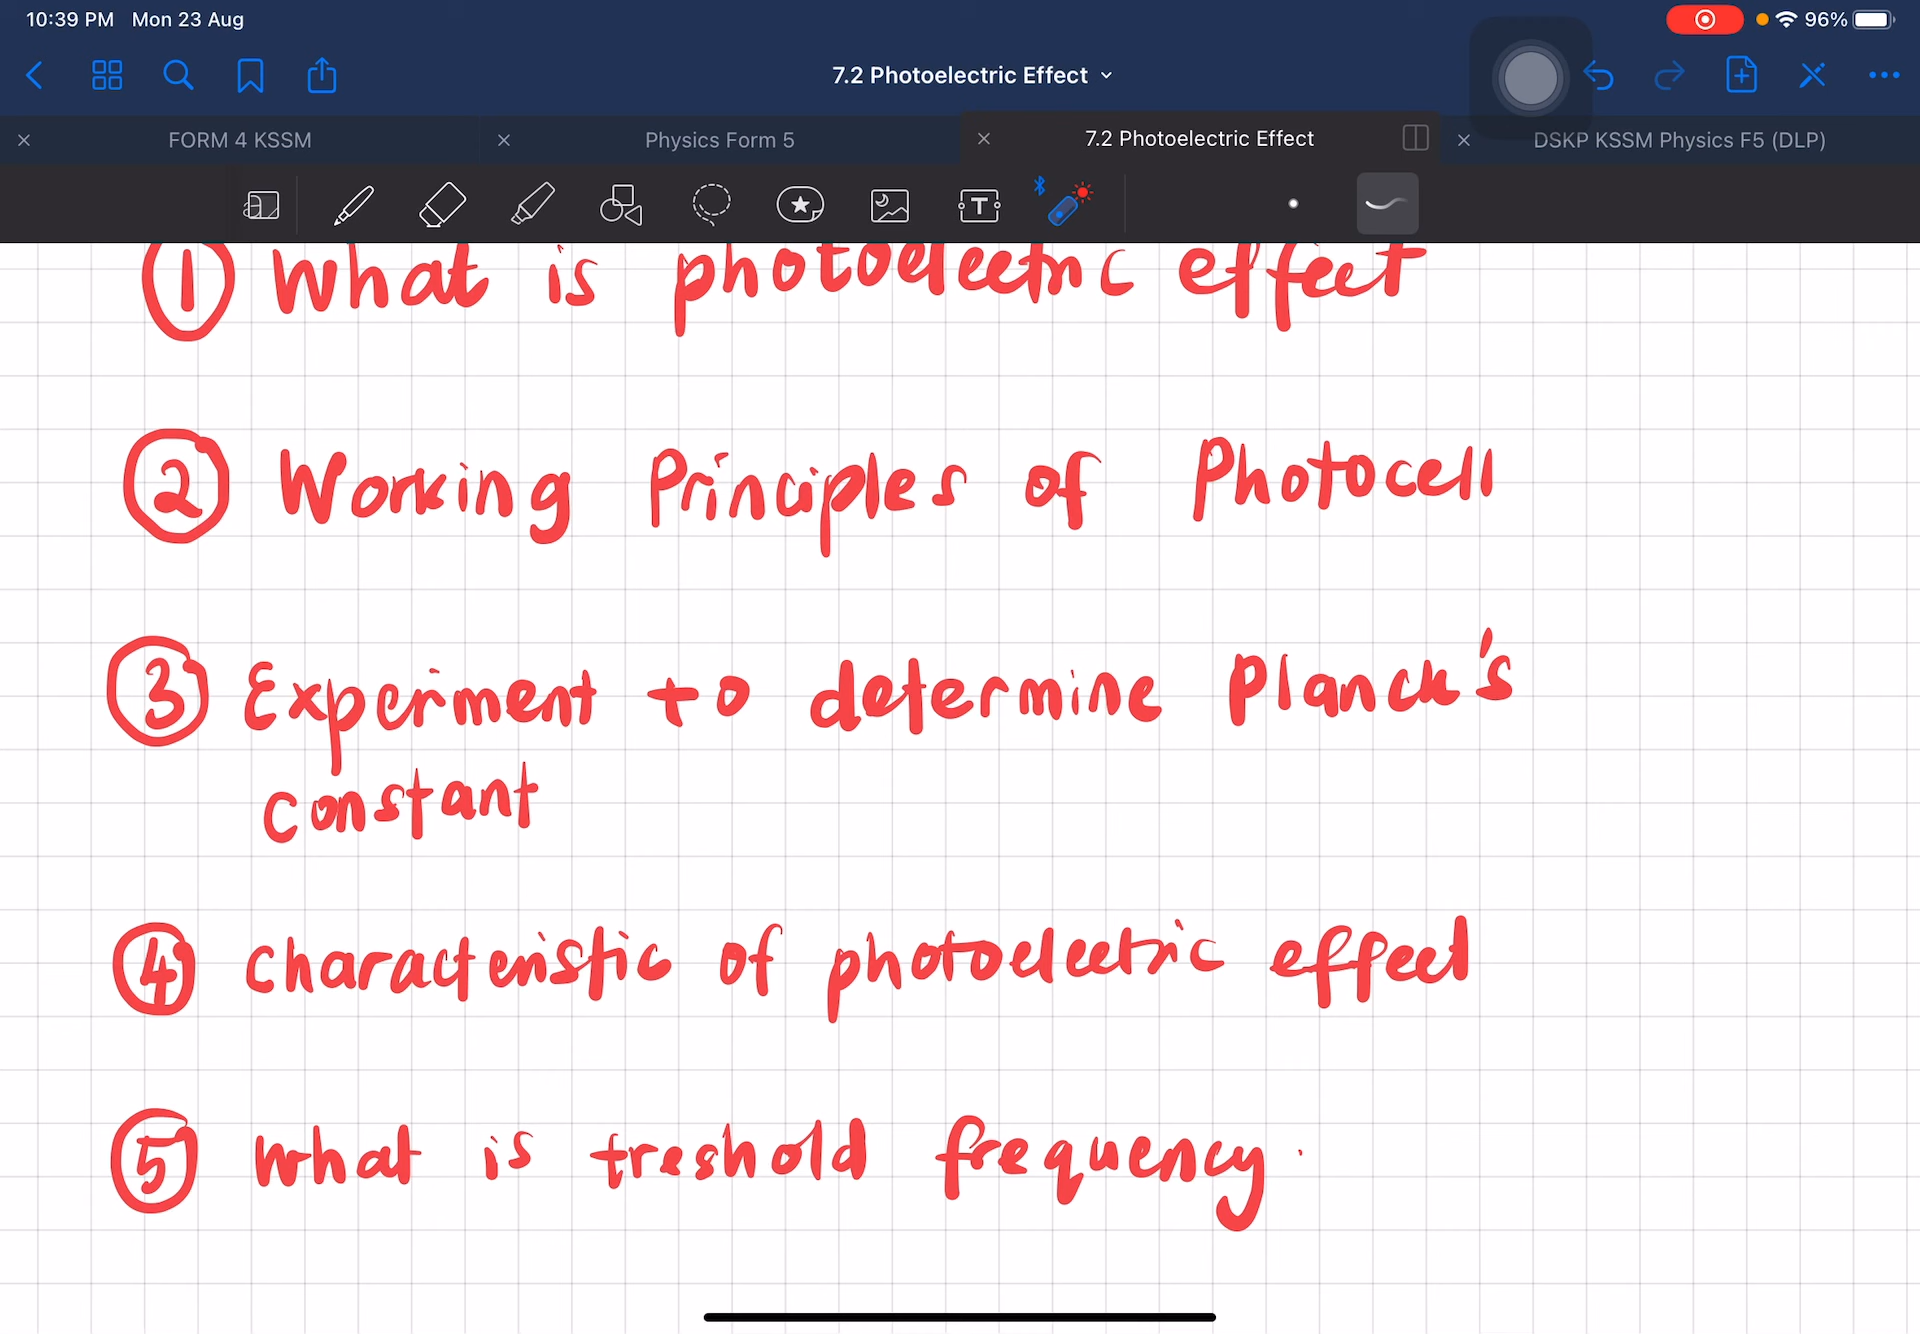 10:39 PM Mon 23 Aug 96%
7.2 Photoelectric Effect
FORM 4 KSSM Physics Form 5 7.2 Photoelectric Effect DSKP KSSM Physics F5 (DLP)
1 What is photoelectric effect
2 Working Principles of Photocell
3 Experiment to determine Planck's
constant
4 Characteristic of photoelectric effect
5 What is treshold frequency.